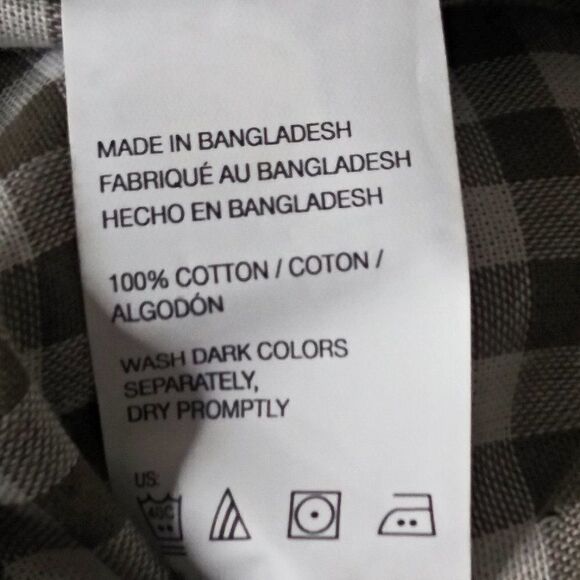 MADE IN BANGLADESH
FABRIQUÉ AU BANGLADESH
HECHO EN BANGLADESH
100% COTTON / COTON /
ALGODÓN
WASH DARK COLORS
SEPARATELY,
DRY PROMPTLY
US:
40C